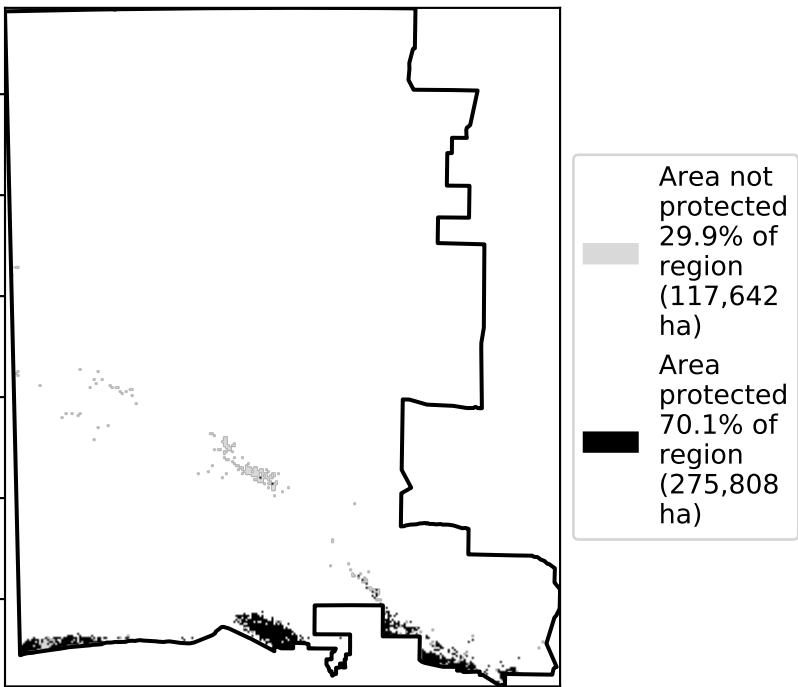 Area not
protected
29.9% of
region
(117,642
ha)
Area
protected
70.1% of
region
(275,808
ha)